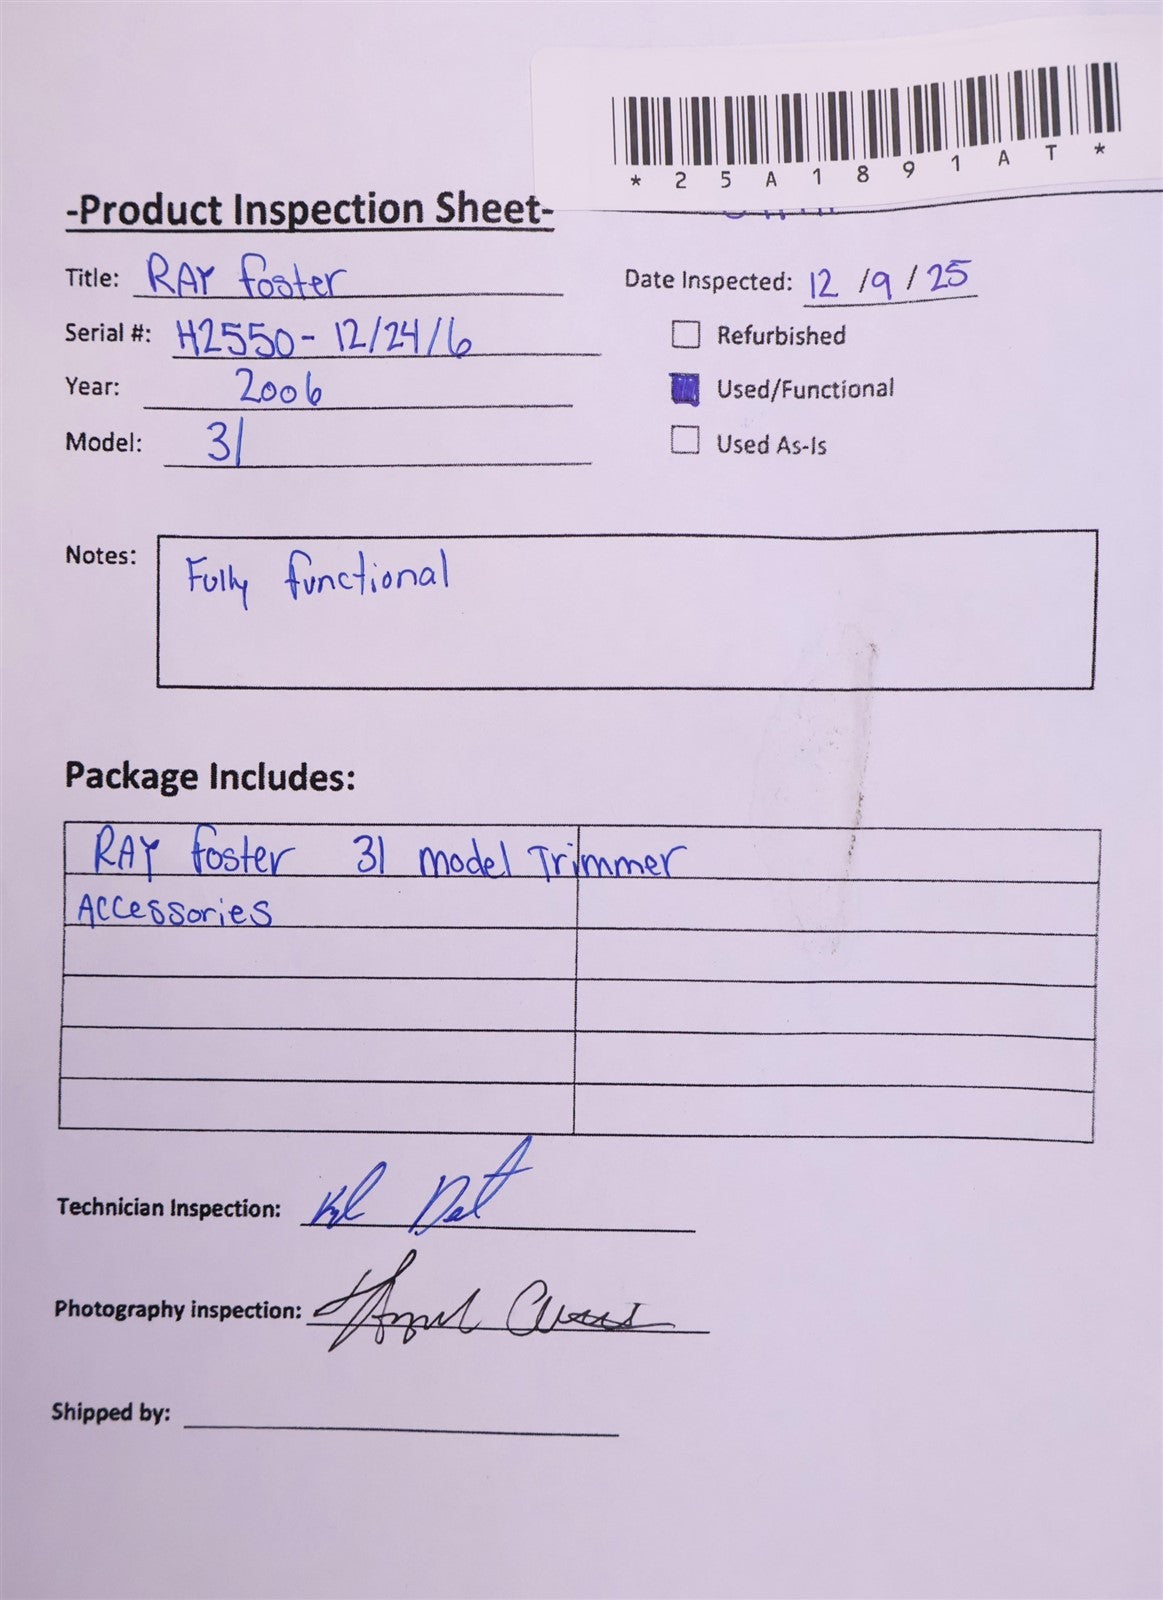 *25A1891AT*
-Product Inspection Sheet-
Title: RAY foster
Date Inspected: 12/9/25
Serial #: H2550- 12/24/6
Refurbished
Year: 2006
Used/Functional
Model: 31
Used As-Is
Notes: Fully functional
Package Includes:
RAY foster 31 model Trimmer
Accessories
Technician Inspection:
Photography inspection:
Shipped by: